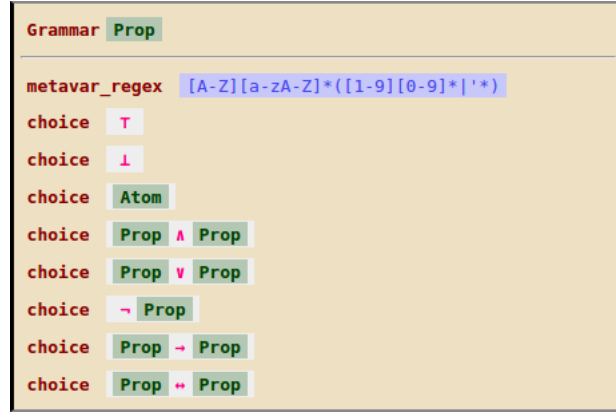 Grammar Prop
metavar_regex [A-Z][a-zA-Z]*([1-9][0-9]*|'*)
choice ⊤
choice ⊥
choice Atom
choice Prop ∧ Prop
choice Prop ∨ Prop
choice ¬ Prop
choice Prop → Prop
choice Prop ↔ Prop